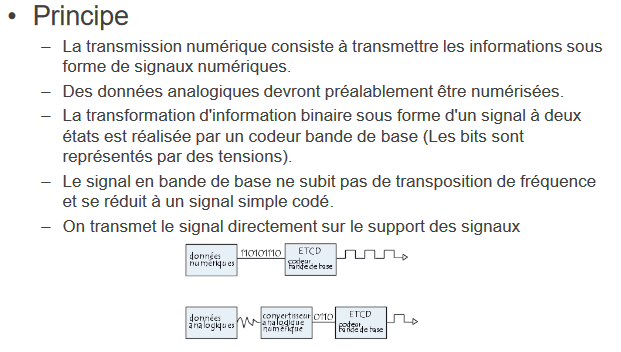 • Principe
– La transmission numérique consiste à transmettre les informations sous
forme de signaux numériques.
– Des données analogiques devront préalablement être numérisées.
– La transformation d'information binaire sous forme d'un signal à deux
états est réalisée par un codeur bande de base (Les bits sont
représentés par des tensions).
– Le signal en bande de base ne subit pas de transposition de fréquence
et se réduit à un signal simple codé.
– On transmet le signal directement sur le support des signaux
données
numériques
110101110
ETCD
codeur
bande de base
données
analogiques
convertisseur
analogique
numérique
0110
ETCD
codeur
bande de base